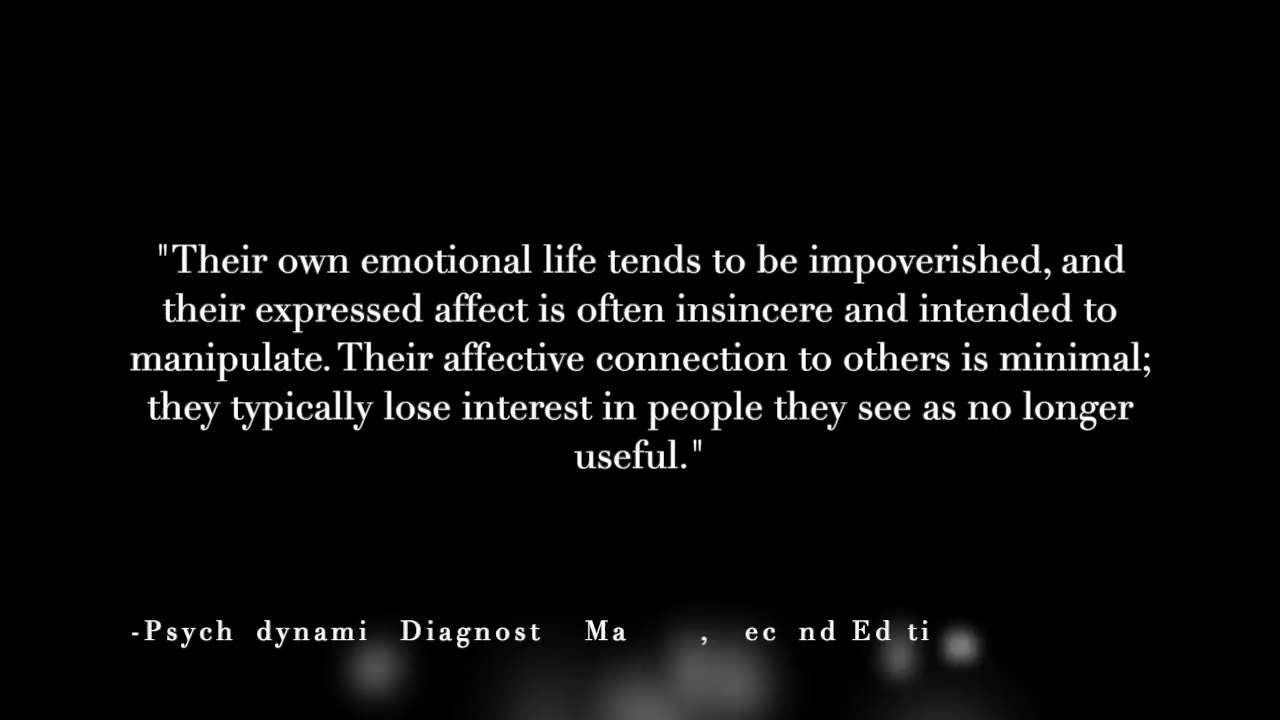 "Their own emotional life tends to be impoverished, and
their expressed affect is often insincere and intended to
manipulate. Their affective connection to others is minimal;
they typically lose interest in people they see as no longer
useful."
-Psych dynami Diagnost Ma , ec nd Ed ti